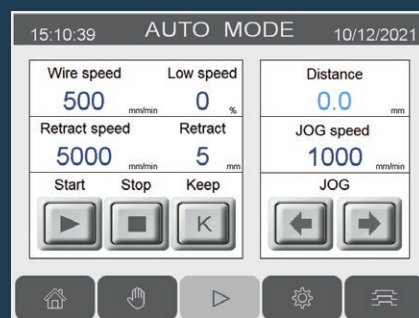 15:10:39 AUTO MODE 10/12/2021
Wire speed Low speed
500 mm/min 0 %
Retract speed Retract
5000 mm/min 5 mm
Start Stop Keep
K
Distance
0.0 mm
JOG speed
1000 mm/min
JOG